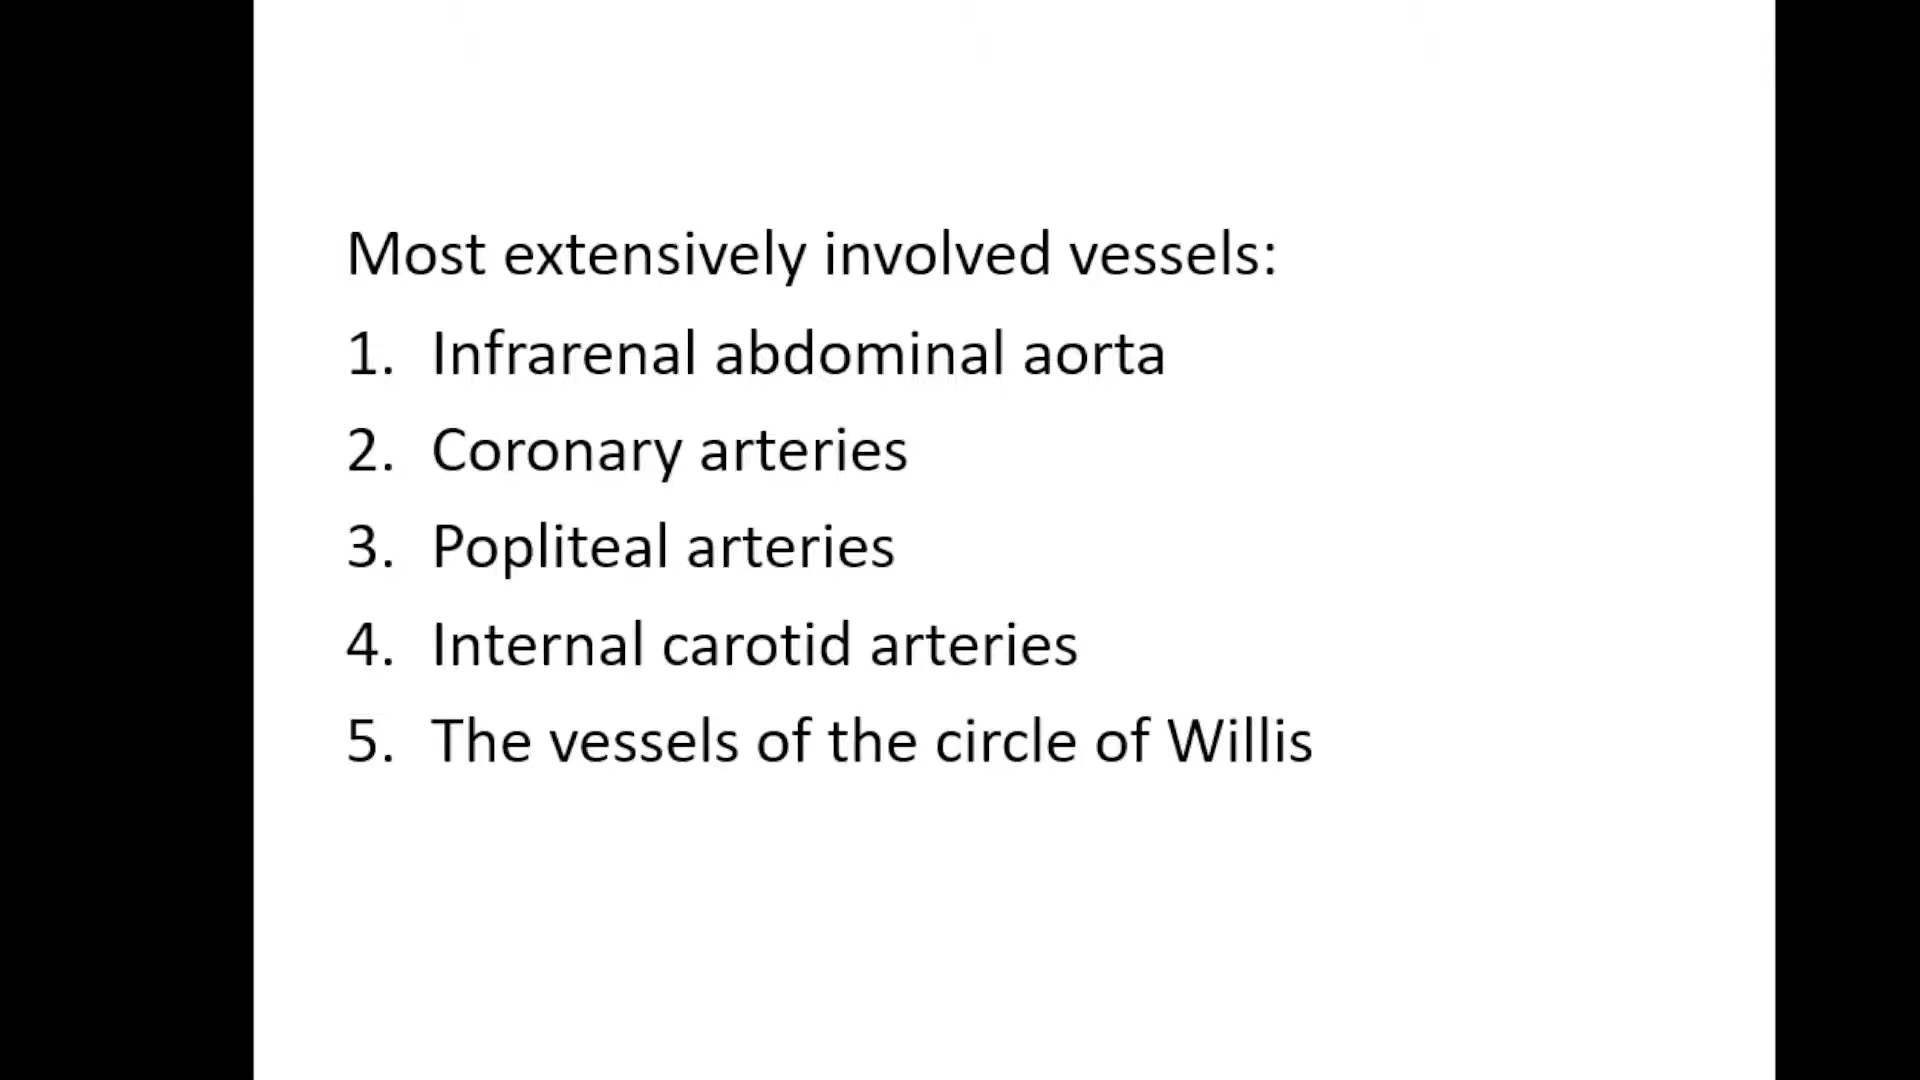 Most extensively involved vessels:
1. Infrarenal abdominal aorta
2. Coronary arteries
3. Popliteal arteries
4. Internal carotid arteries
5. The vessels of the circle of Willis